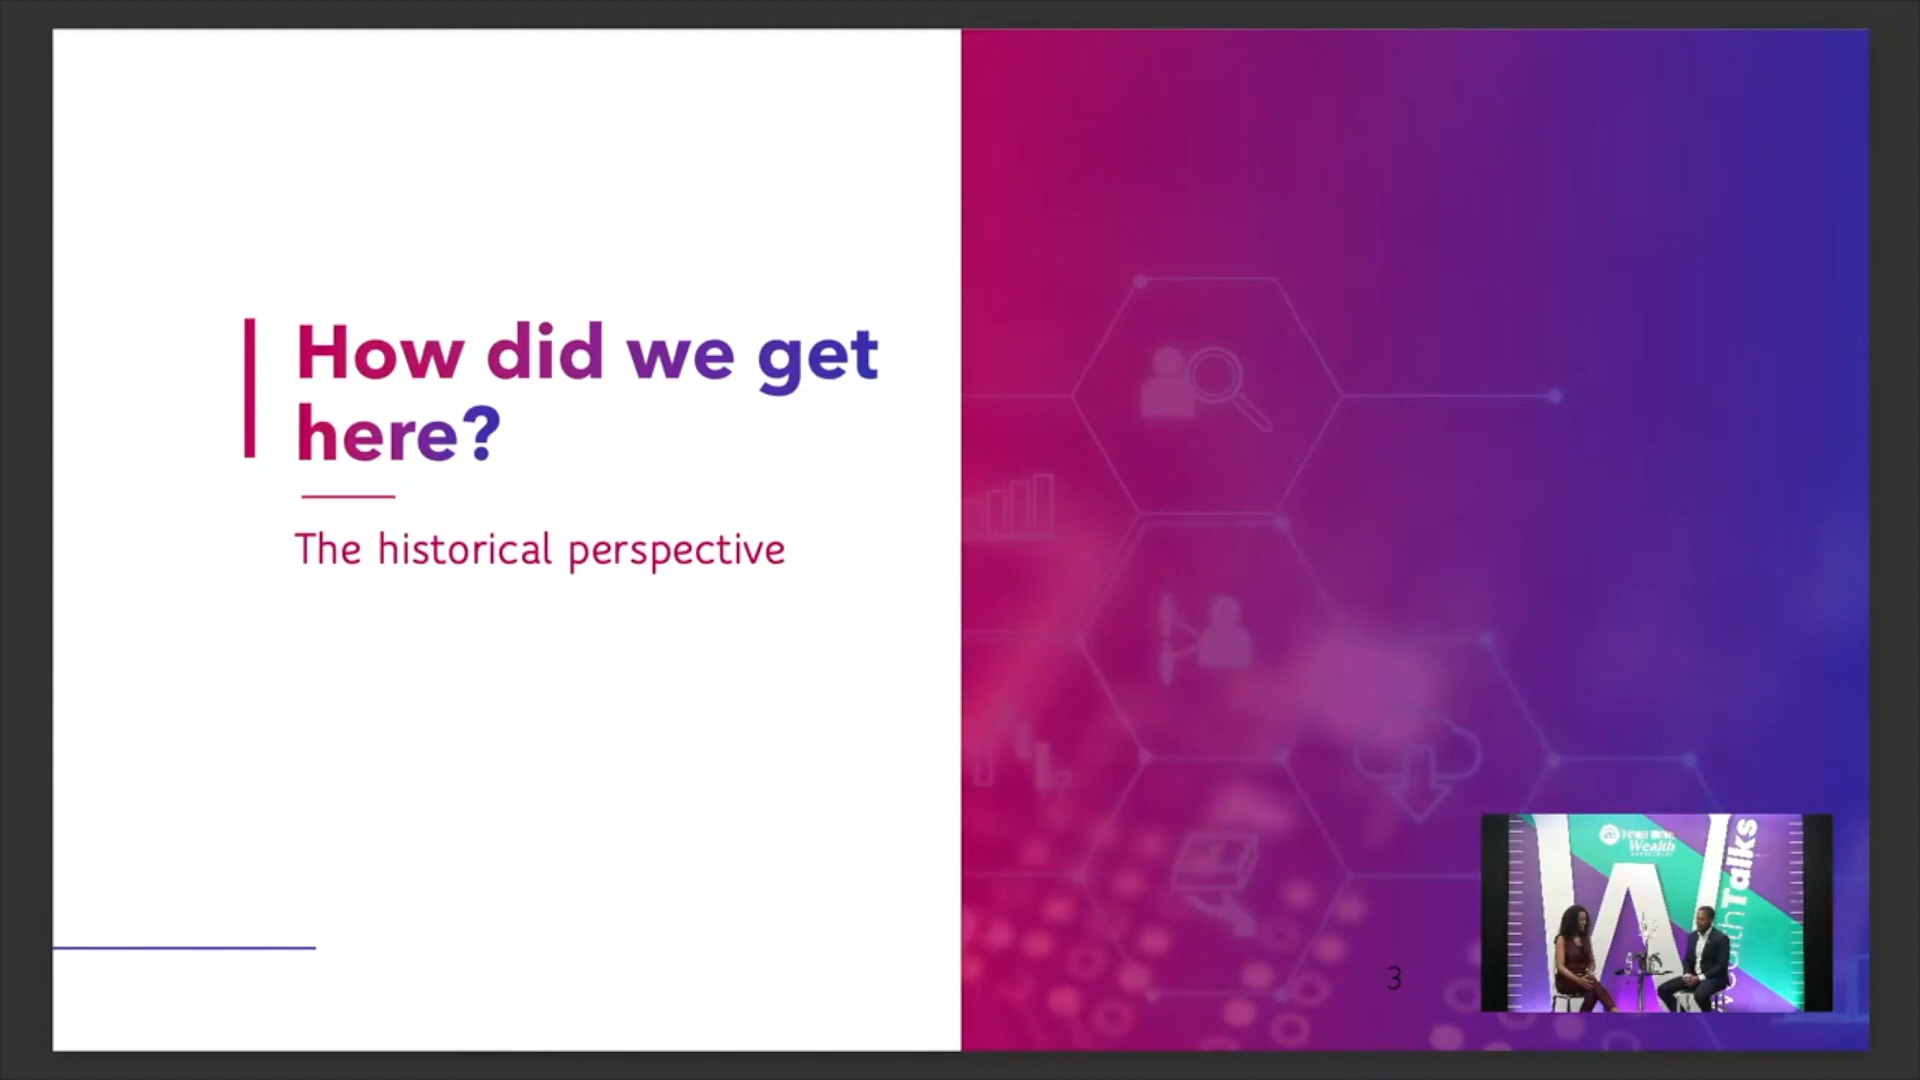 How did we get
here?
The historical perspective
3
Wealth
Talks